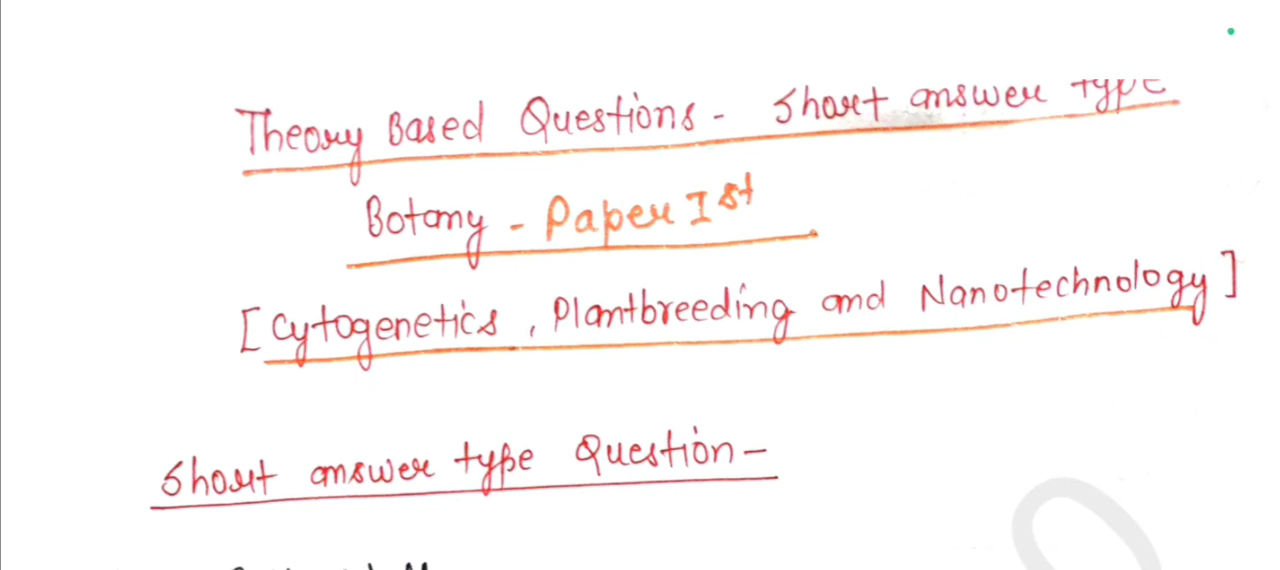 Theory Based Questions - Short answer type
Botany - Paper Ist
[Cytogenetics, Plantbreeding and Nanotechnology]
Short answer type Question-